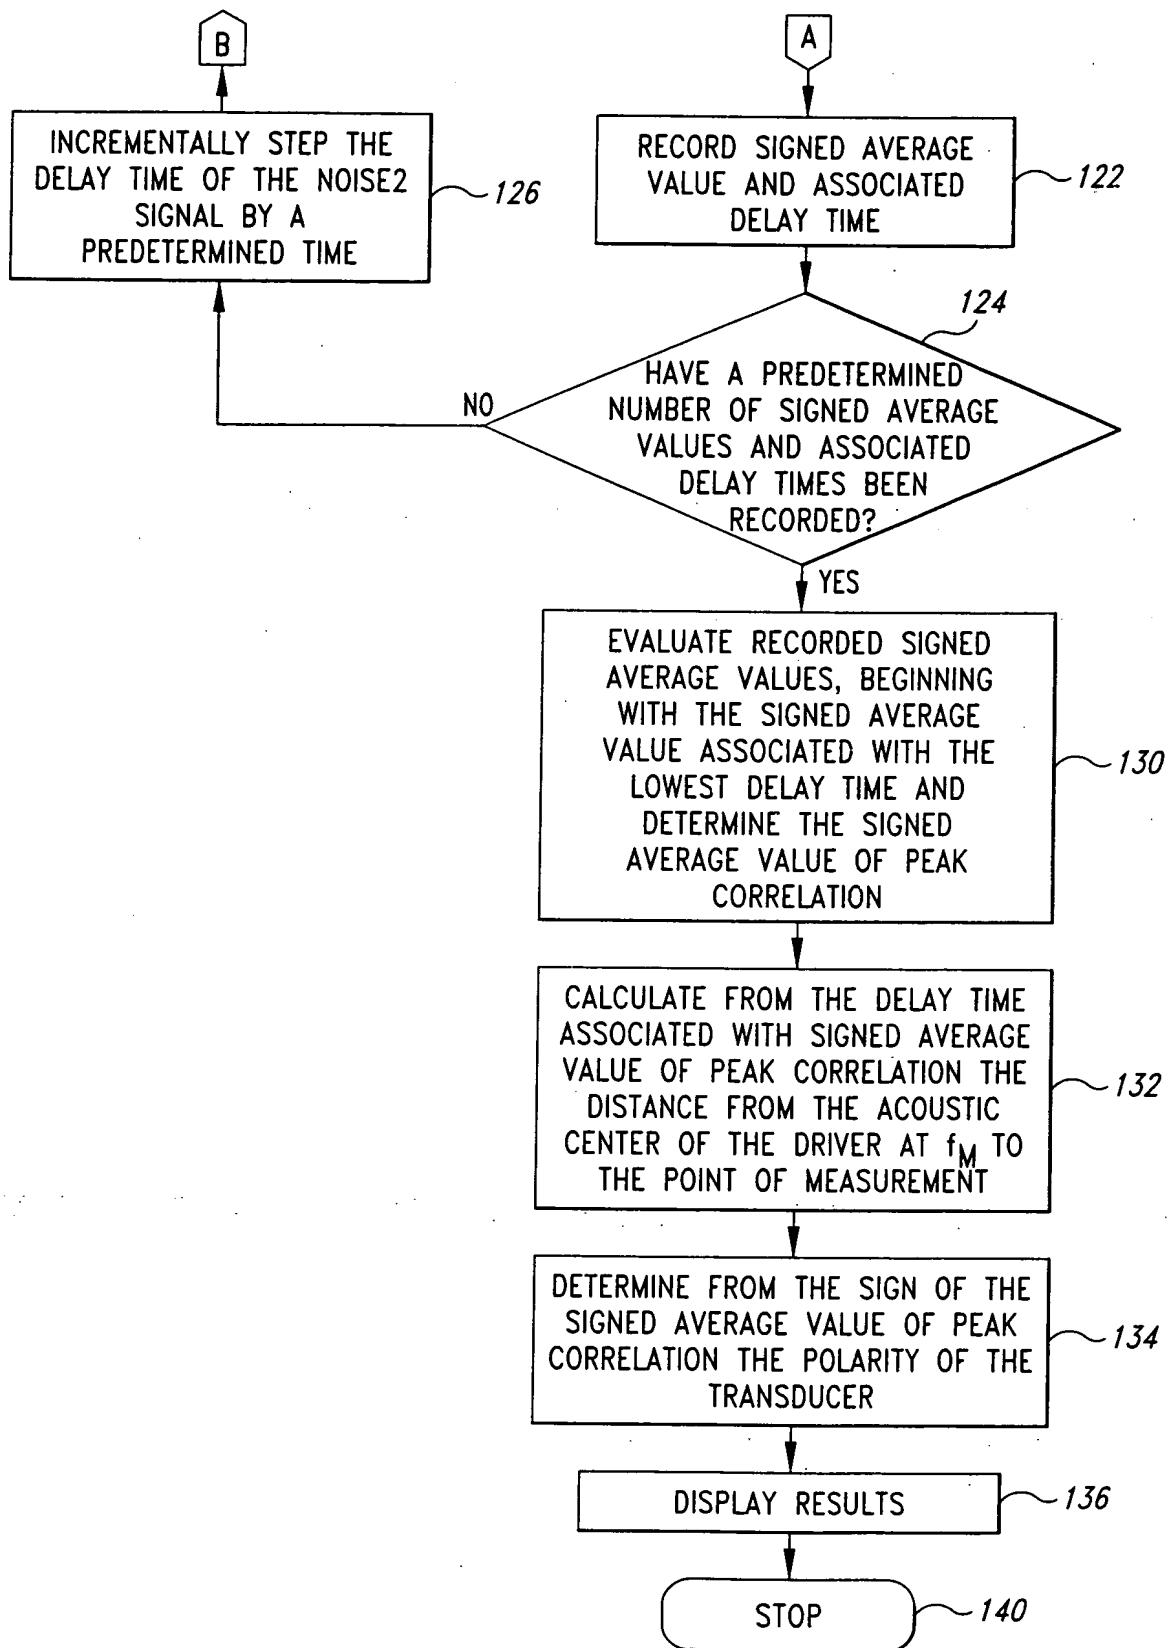 B
INCREMENTALLY STEP THE
DELAY TIME OF THE NOISE2
SIGNAL BY A
PREDETERMINED TIME
126
A
RECORD SIGNED AVERAGE
VALUE AND ASSOCIATED
DELAY TIME
122
124
HAVE A PREDETERMINED
NUMBER OF SIGNED AVERAGE
VALUES AND ASSOCIATED
DELAY TIMES BEEN
RECORDED?
NO
YES
EVALUATE RECORDED SIGNED
AVERAGE VALUES, BEGINNING
WITH THE SIGNED AVERAGE
VALUE ASSOCIATED WITH THE
LOWEST DELAY TIME AND
DETERMINE THE SIGNED
AVERAGE VALUE OF PEAK
CORRELATION
130
CALCULATE FROM THE DELAY TIME
ASSOCIATED WITH SIGNED AVERAGE
VALUE OF PEAK CORRELATION THE
DISTANCE FROM THE ACOUSTIC
CENTER OF THE DRIVER AT fM TO
THE POINT OF MEASUREMENT
132
DETERMINE FROM THE SIGN OF THE
SIGNED AVERAGE VALUE OF PEAK
CORRELATION THE POLARITY OF THE
TRANSDUCER
134
DISPLAY RESULTS
136
STOP
140